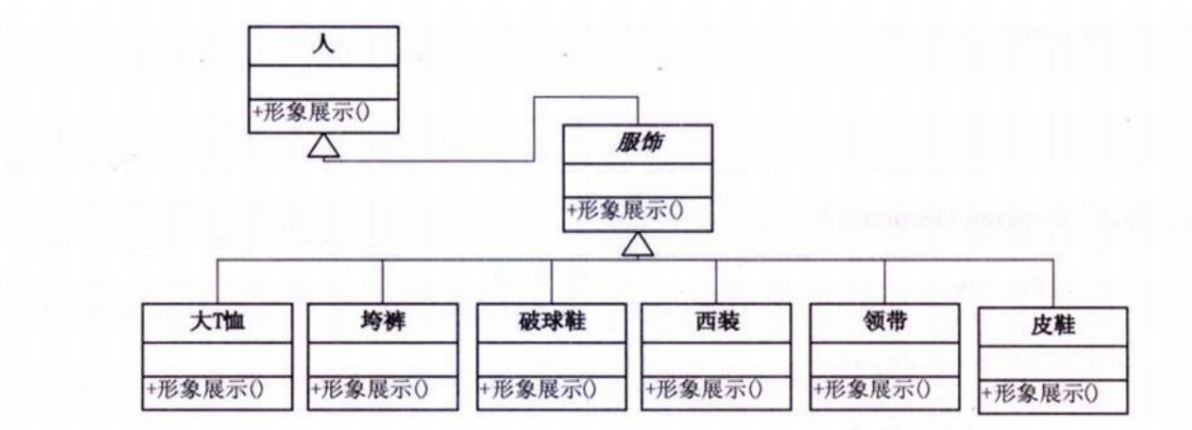 人
+形象展示()
服饰
+形象展示()
大T恤
垮裤
破球鞋
西装
领带
皮鞋
+形象展示()
+形象展示()
+形象展示()
+形象展示()
+形象展示()
+形象展示()